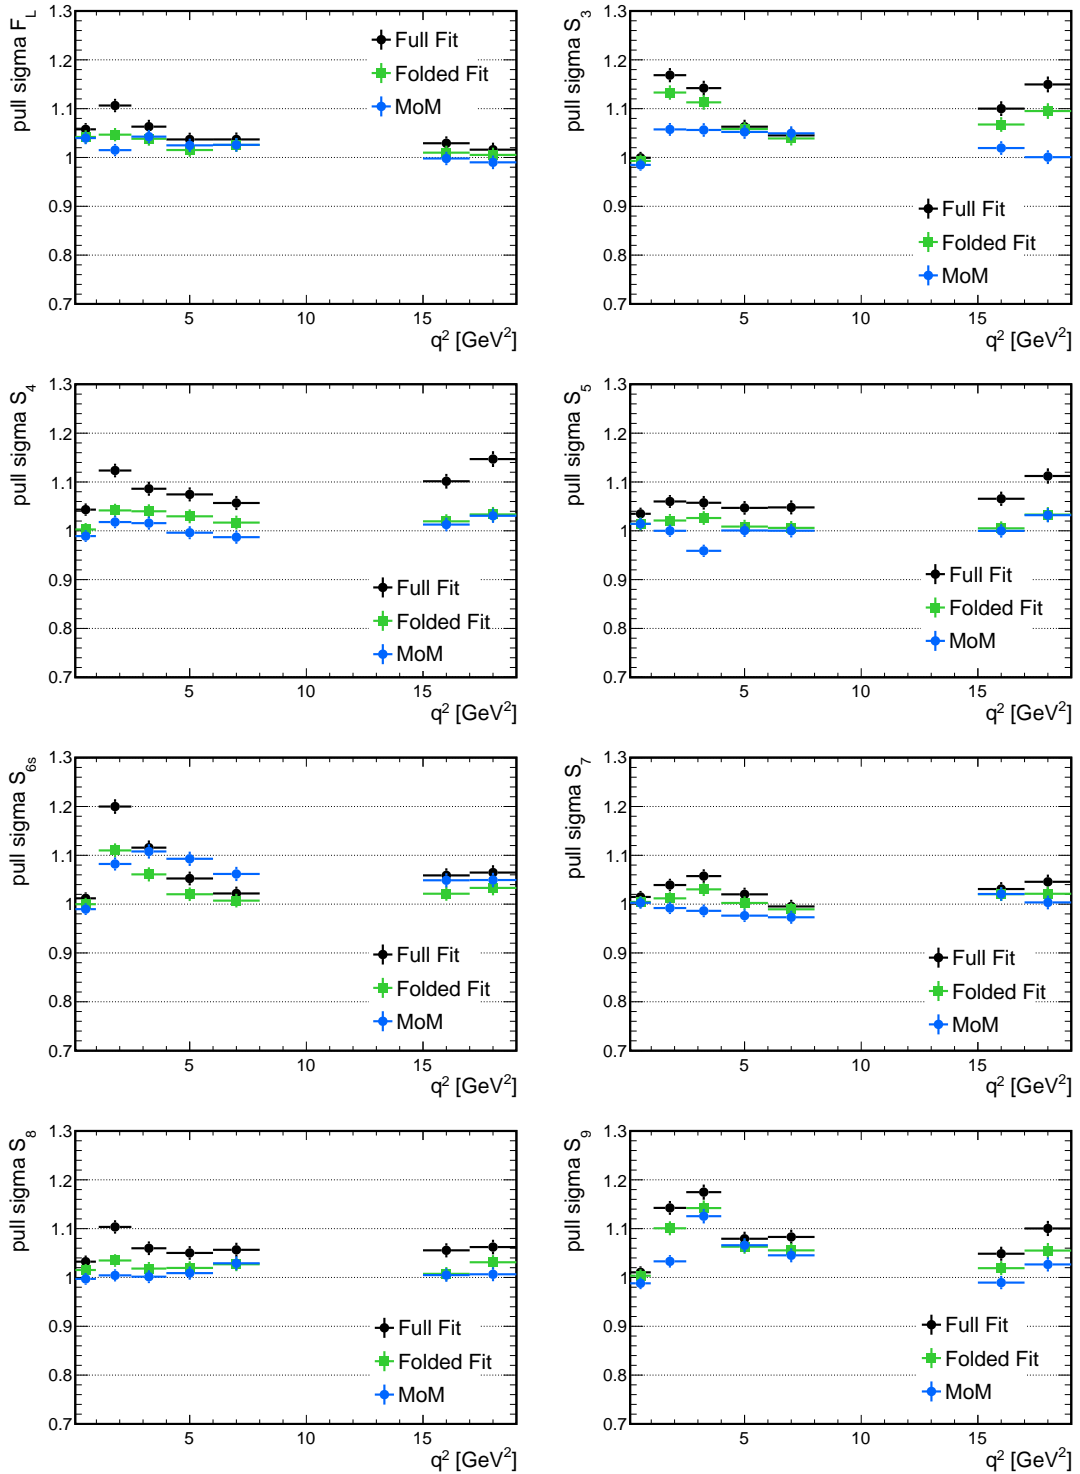 pull sigma F_L
1.3
1.2
1.1
1
0.9
0.8
0.7
Full Fit
Folded Fit
MoM
5 10 15
q² [GeV²]
pull sigma S_3
1.3
1.2
1.1
1
0.9
0.8
0.7
Full Fit
Folded Fit
MoM
5 10 15
q² [GeV²]
pull sigma S_4
1.3
1.2
1.1
1
0.9
0.8
0.7
Full Fit
Folded Fit
MoM
5 10 15
q² [GeV²]
pull sigma S_5
1.3
1.2
1.1
1
0.9
0.8
0.7
Full Fit
Folded Fit
MoM
5 10 15
q² [GeV²]
pull sigma S_6s
1.3
1.2
1.1
1
0.9
0.8
0.7
Full Fit
Folded Fit
MoM
5 10 15
q² [GeV²]
pull sigma S_7
1.3
1.2
1.1
1
0.9
0.8
0.7
Full Fit
Folded Fit
MoM
5 10 15
q² [GeV²]
pull sigma S_8
1.3
1.2
1.1
1
0.9
0.8
0.7
Full Fit
Folded Fit
MoM
5 10 15
q² [GeV²]
pull sigma S_9
1.3
1.2
1.1
1
0.9
0.8
0.7
Full Fit
Folded Fit
MoM
5 10 15
q² [GeV²]